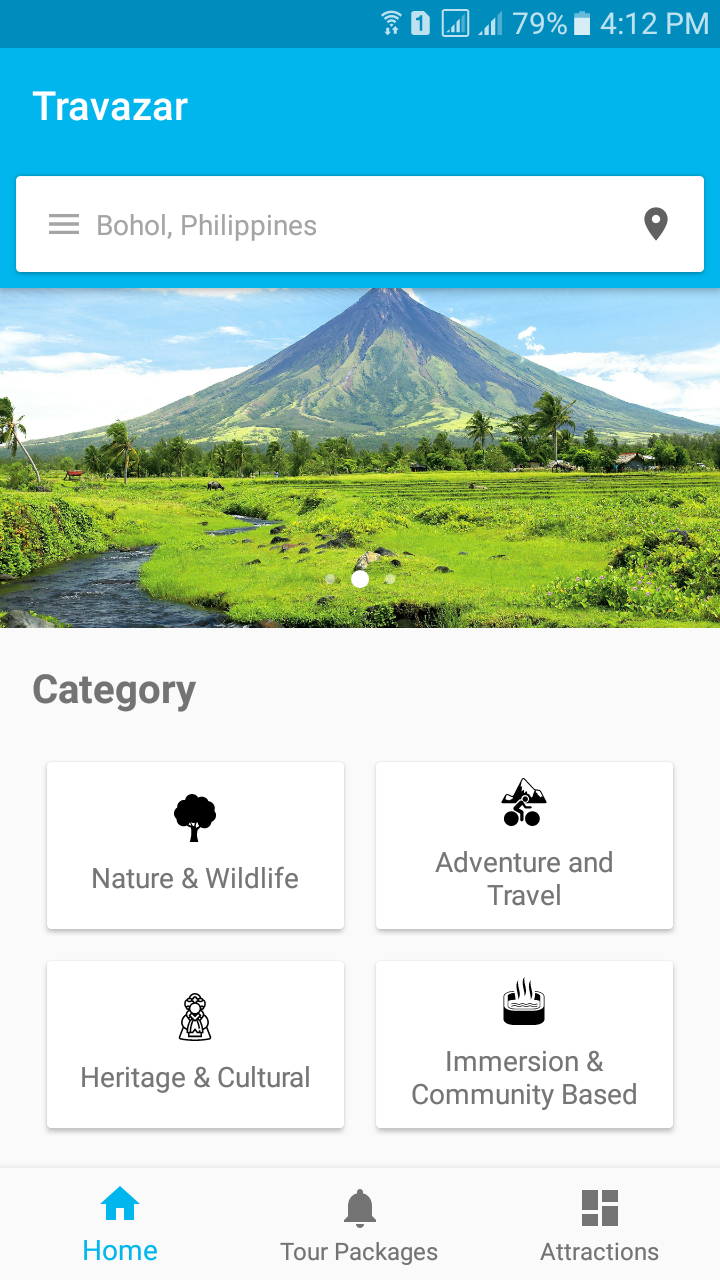 1 79% 4:12 PM
Travazar
Bohol, Philippines
Category
Nature & Wildlife
Adventure and
Travel
Heritage & Cultural
Immersion &
Community Based
Home
Tour Packages
Attractions